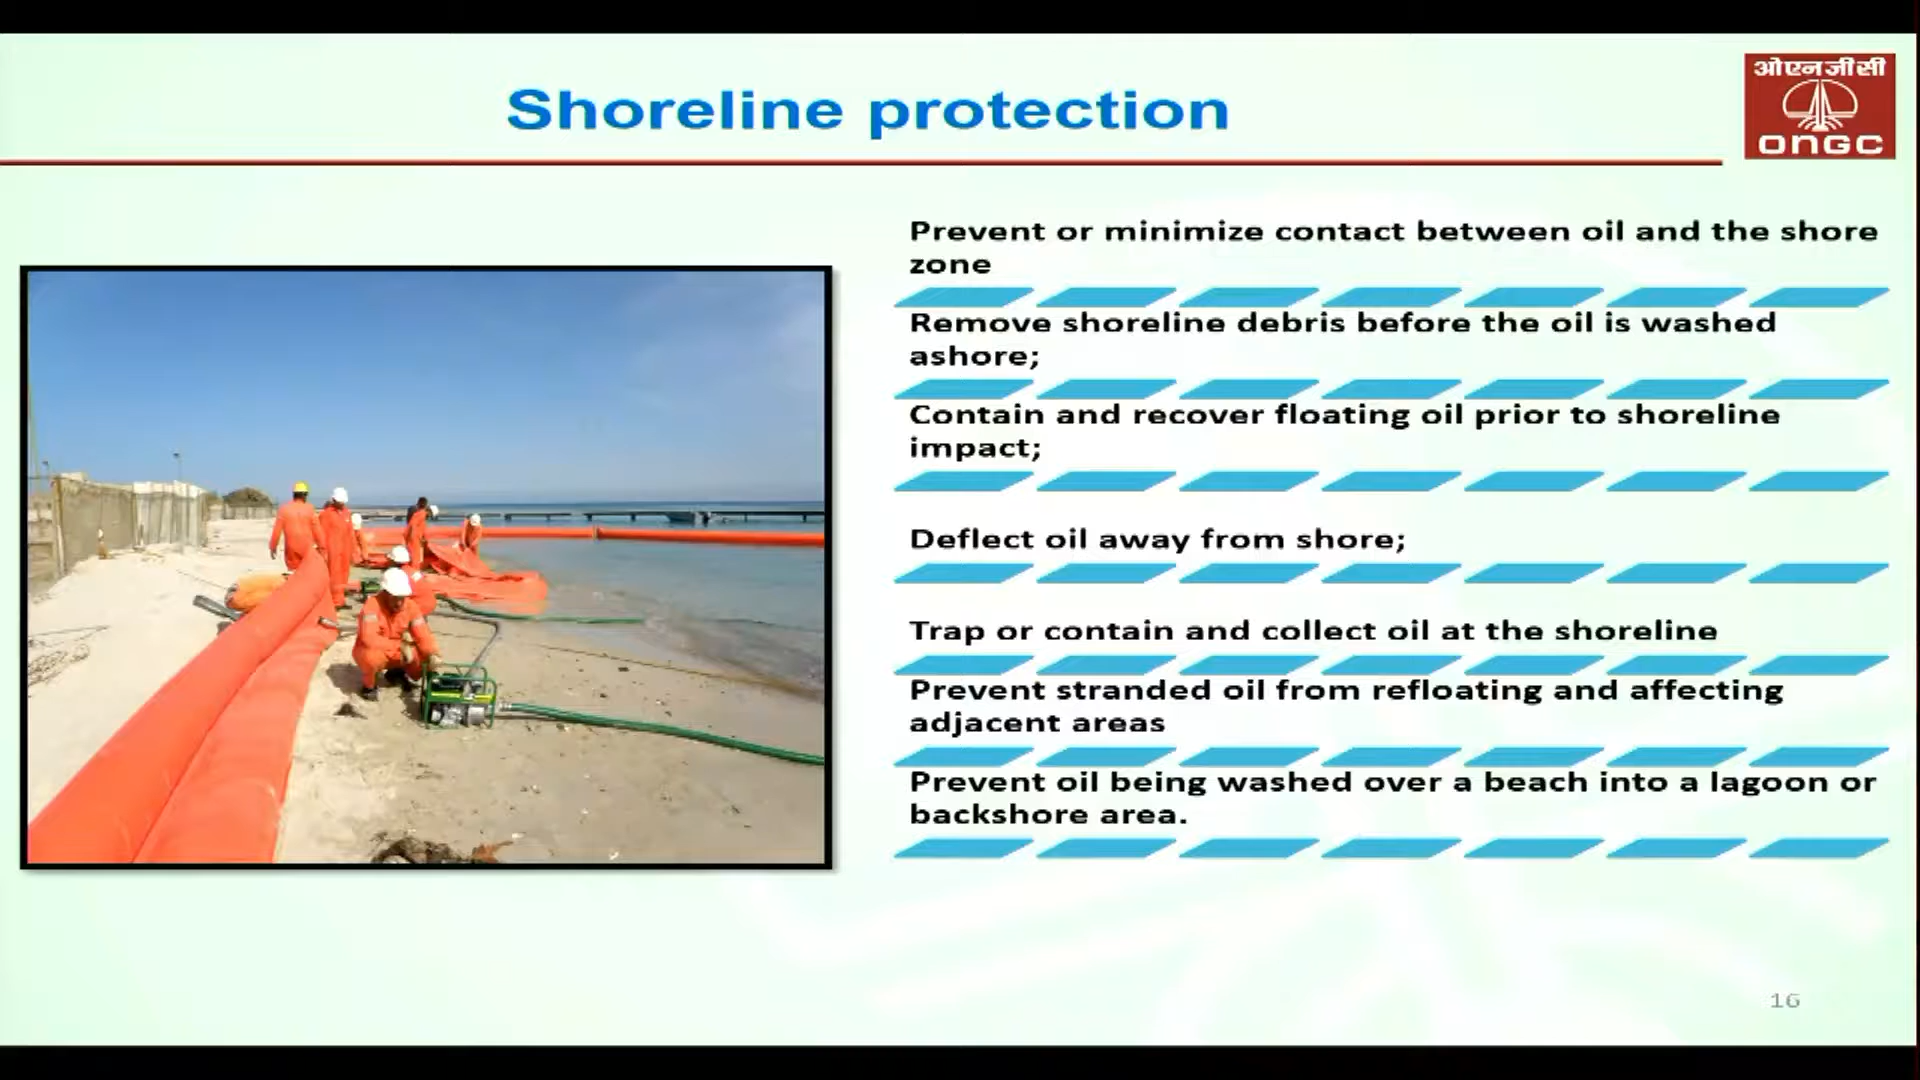 Shoreline protection
ओएनजीसी
ONGC
Prevent or minimize contact between oil and the shore
zone
Remove shoreline debris before the oil is washed
ashore;
Contain and recover floating oil prior to shoreline
impact;
Deflect oil away from shore;
Trap or contain and collect oil at the shoreline
Prevent stranded oil from refloating and affecting
adjacent areas
Prevent oil being washed over a beach into a lagoon or
backshore area.
16